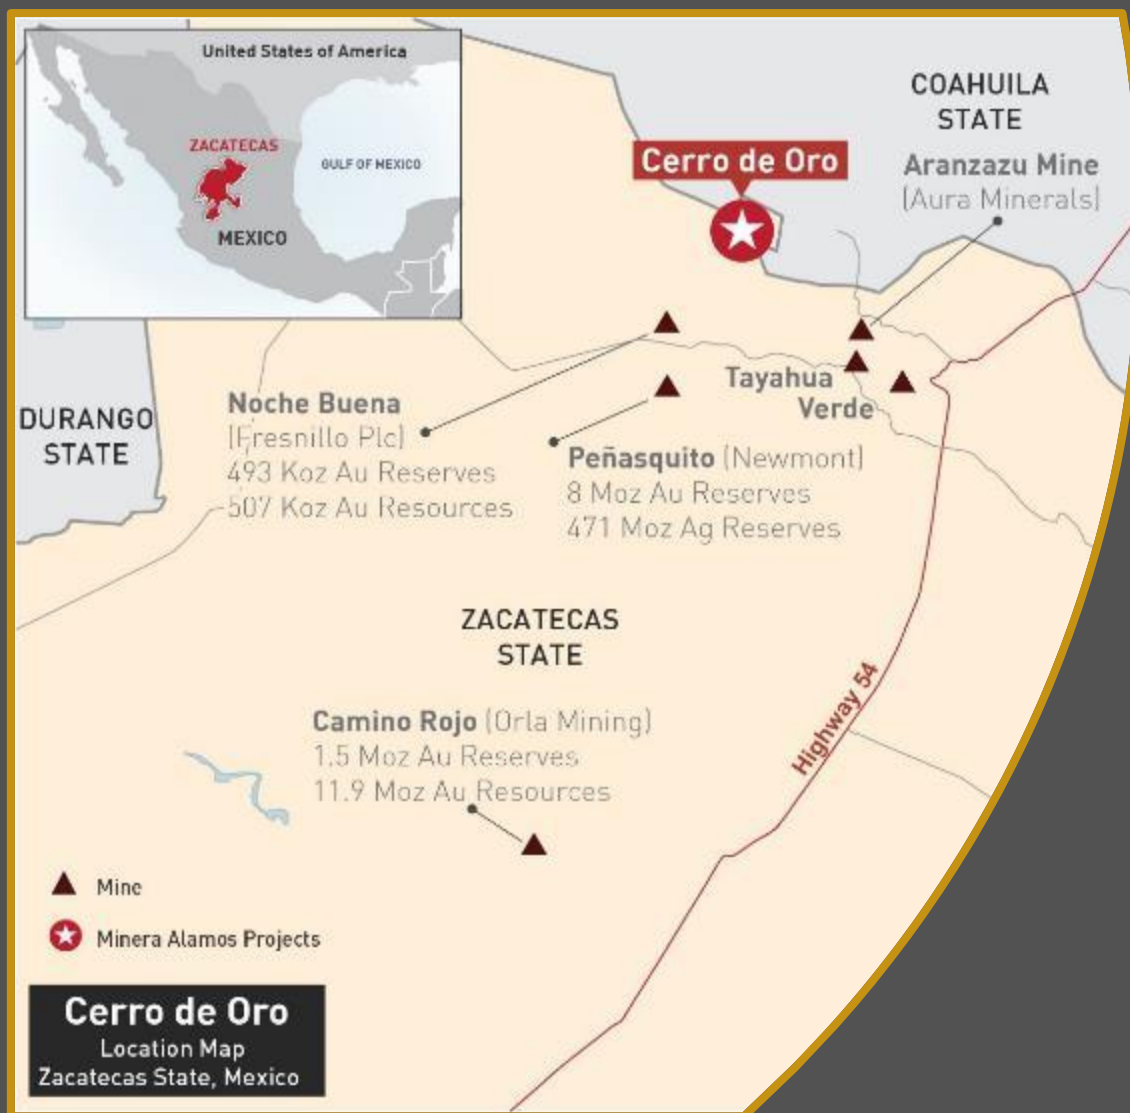 United States of America
ZACATECAS
GULF OF MEXICO
MEXICO
COAHUILA
STATE
Cerro de Oro
Aranzazu Mine
(Aura Minerals)
DURANGO
STATE
Noche Buena
(Fresnillo Plc)
493 Koz Au Reserves
507 Koz Au Resources
Tayahua
Verde
Peñasquito (Newmont)
8 Moz Au Reserves
471 Moz Ag Reserves
ZACATECAS
STATE
Camino Rojo (Orla Mining)
1.5 Moz Au Reserves
11.9 Moz Au Resources
Highway 54
Mine
Minera Alamos Projects
Cerro de Oro
Location Map
Zacatecas State, Mexico